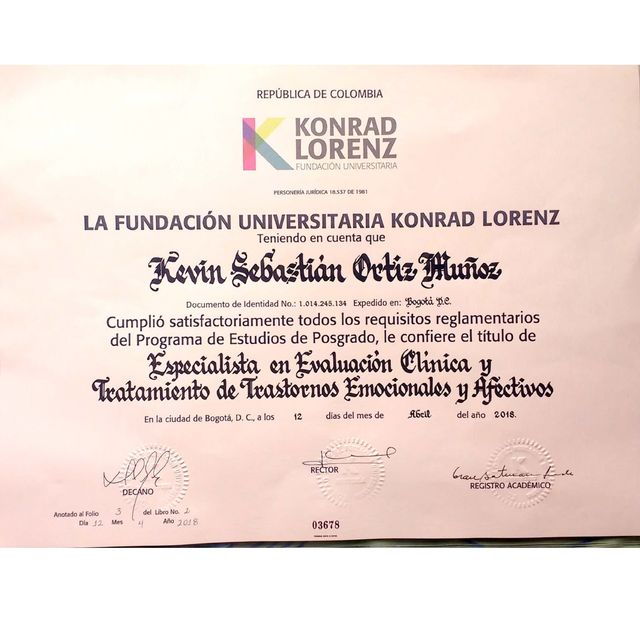 REPÚBLICA DE COLOMBIA
KONRAD
LORENZ
FUNDACIÓN UNIVERSITARIA
PERSONERÍA JURÍDICA 18.537 DE 1981
LA FUNDACIÓN UNIVERSITARIA KONRAD LORENZ
Teniendo en cuenta que
Kevin Sebastián Ortiz Muñoz
Documento de Identidad No.: 1.014.245.134 Expedido en: Bogotá D.C.
Cumplió satisfactoriamente todos los requisitos reglamentarios
del Programa de Estudios de Posgrado, le confiere el título de
Especialista en Evaluación Clínica y
Tratamiento de Trastornos Emocionales y Afectivos
En la ciudad de Bogotá, D. C., a los 12 días del mes de Abril del año 2018.
DECANO
RECTOR
REGISTRO ACADÉMICO
Anotado al Folio 3 del Libro No. 2
Día 12 Mes 4 Año 2018
03678